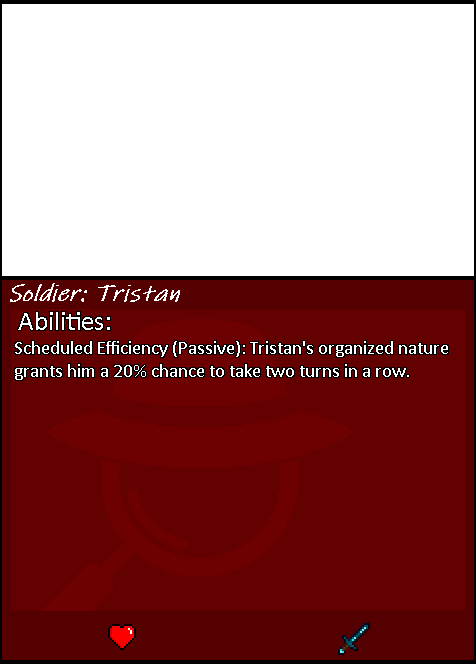 Soldier: Tristan
Abilities:
Scheduled Efficiency (Passive): Tristan's organized nature
grants him a 20% chance to take two turns in a row.